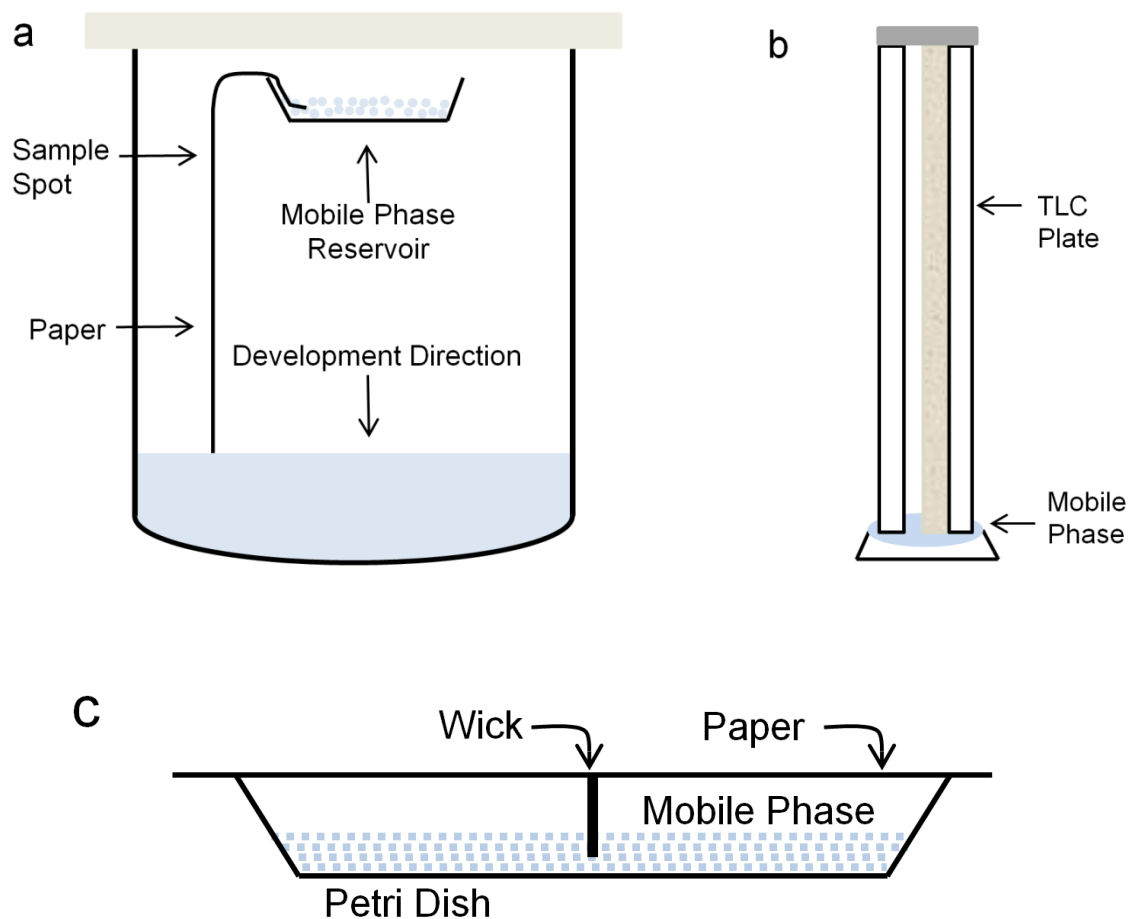 a
Sample
Spot
Mobile Phase
Reservoir
Paper
Development Direction
b
TLC
Plate
Mobile
Phase
c
Wick
Paper
Mobile Phase
Petri Dish